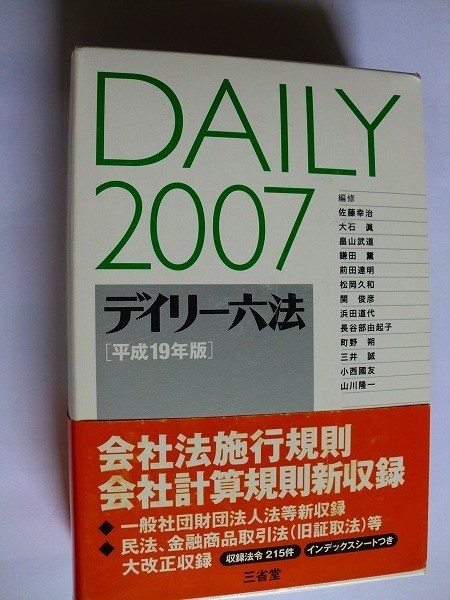 DAILY
2007
デイリー六法
[平成19年版]
編修
佐藤幸治
大石 眞
畠山武道
鎌田 薫
前田達明
松岡久和
関 俊彦
浜田道代
長谷部由起子
町野 朔
三井 誠
小西國友
山川隆一
会社法施行規則
会社計算規則新収録
◆一般社団財団法人法等新収録
◆民法、金融商品取引法(旧証取法)等
大改正収録 収録法令 215件 インデックスシートつき
三省堂